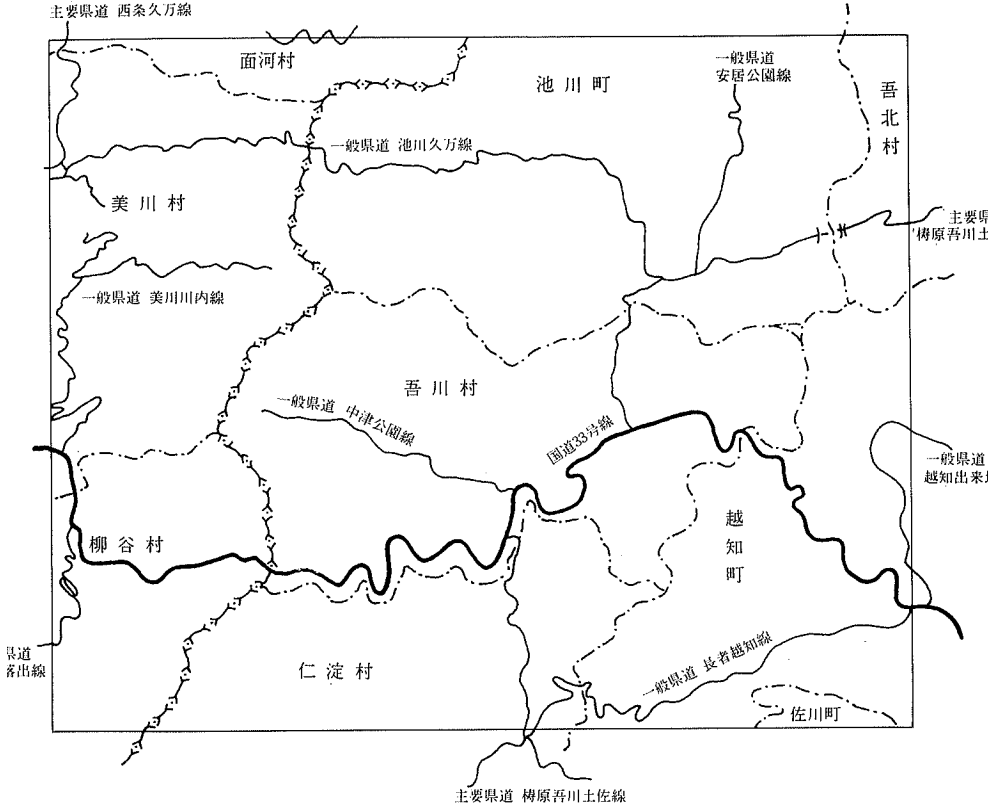 主要県道 西条久万線
面河村
池川町
一般県道
安居公園線
吾北村
一般県道 池川久万線
美川村
主要県
梼原吾川土
一般県道 美川川内線
吾川村
一般県道 中津公園線
国道33号線
一般県道
越知出来
越知町
柳谷村
県道
落出線
仁淀村
一般県道 長者越知線
佐川町
主要県道 梼原吾川土佐線